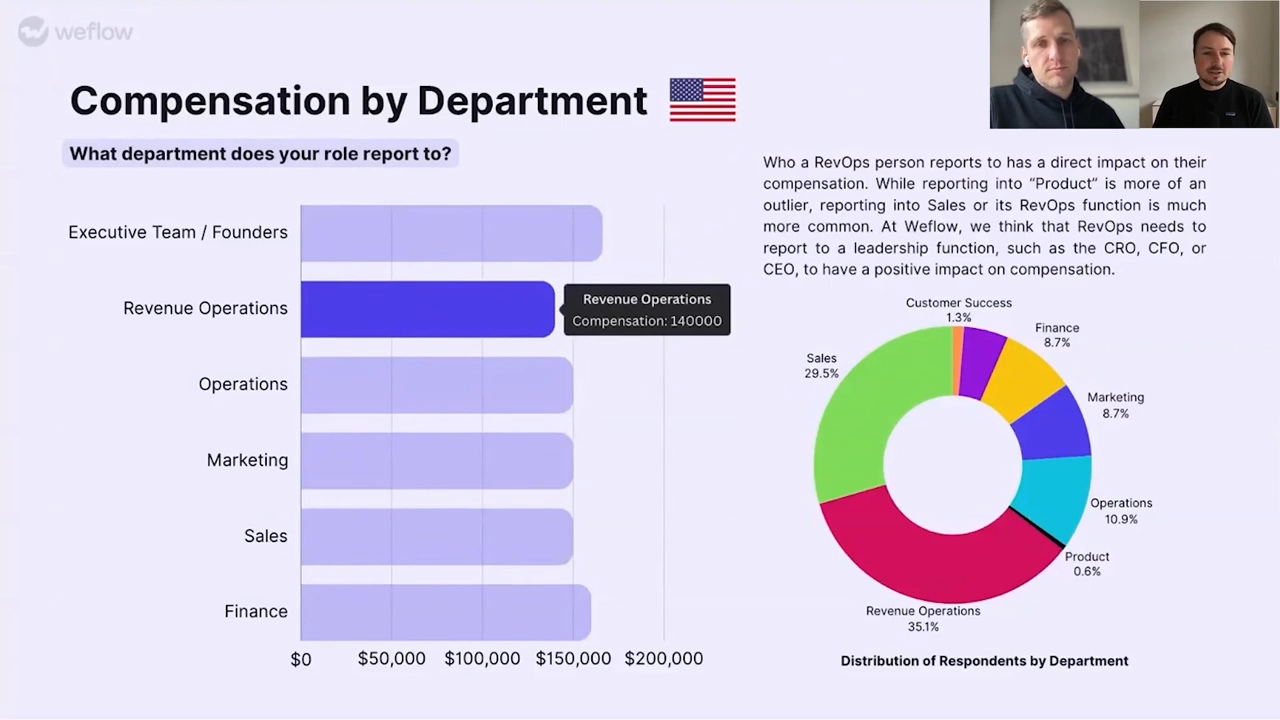 weflow
Compensation by Department
What department does your role report to?
Executive Team / Founders
Revenue Operations
Operations
Marketing
Sales
Finance
$0
$50,000
$100,000
$150,000
$200,000
Revenue Operations
Compensation: 140000
Who a RevOps person reports to has a direct impact on their
compensation. While reporting into “Product” is more of an
outlier, reporting into Sales or its RevOps function is much
more common. At Weflow, we think that RevOps needs to
report to a leadership function, such as the CRO, CFO, or
CEO, to have a positive impact on compensation.
Customer Success
1.3%
Finance
8.7%
Marketing
8.7%
Operations
10.9%
Product
0.6%
Revenue Operations
35.1%
Sales
29.5%
Distribution of Respondents by Department